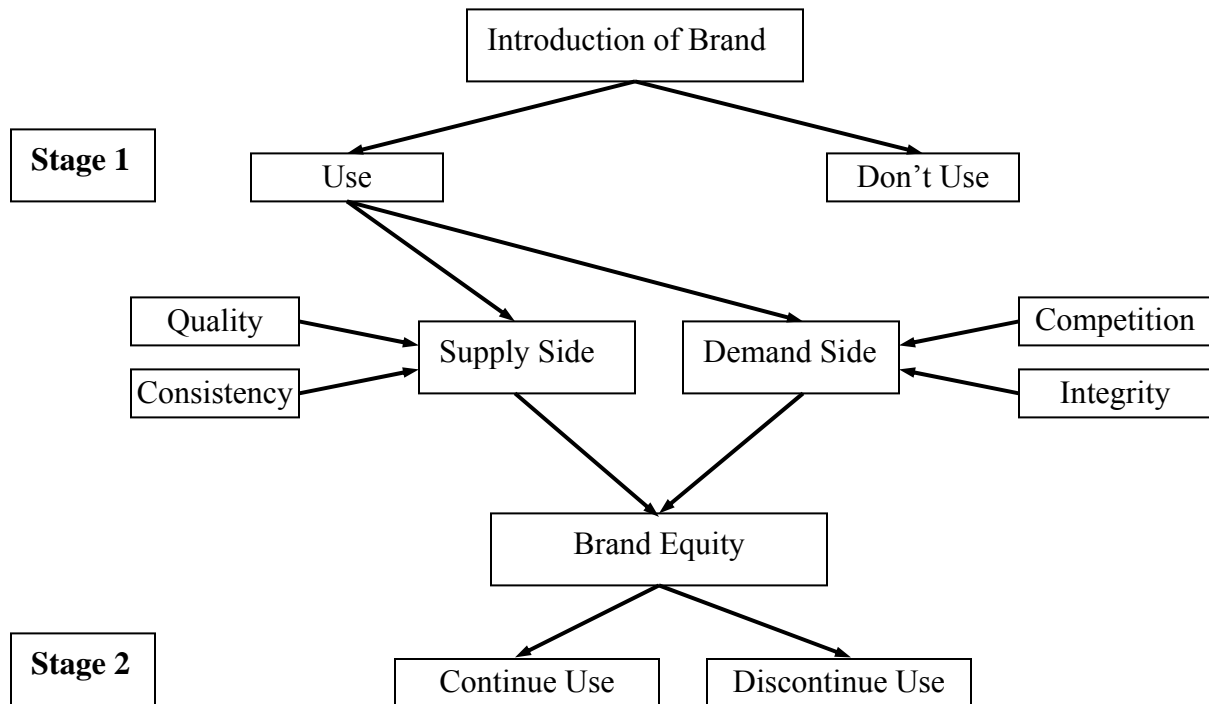 Introduction of Brand
Stage 1
Use
Don’t Use
Quality
Competition
Supply Side
Demand Side
Consistency
Integrity
Brand Equity
Stage 2
Continue Use
Discontinue Use